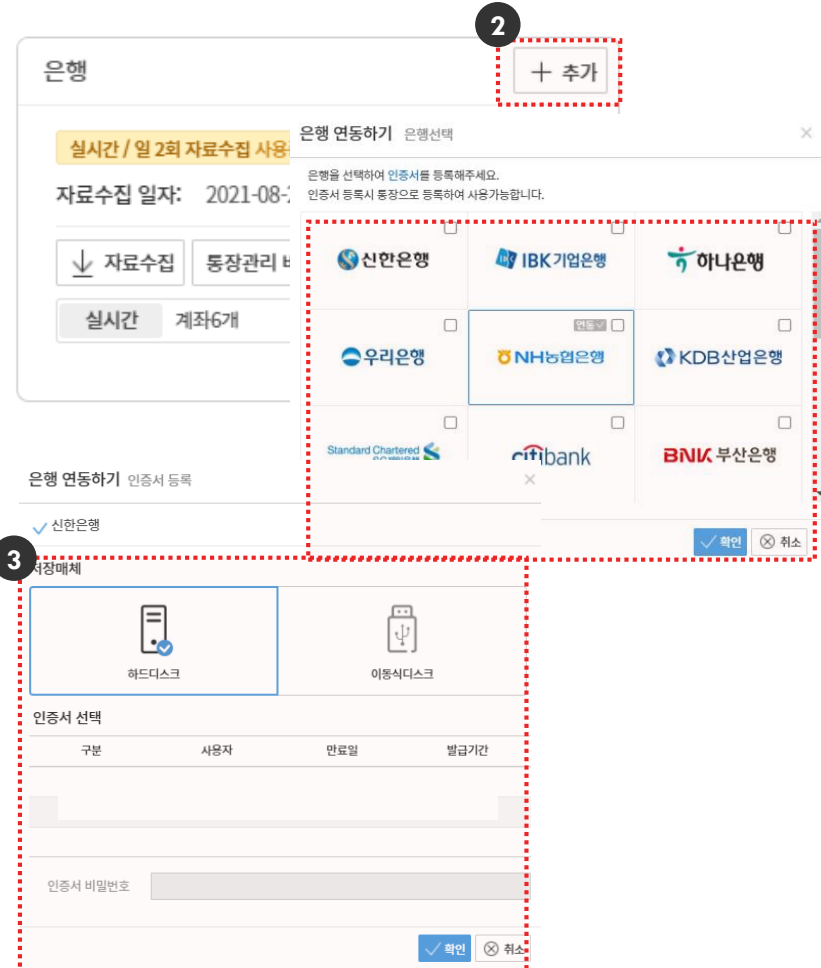 2
은행
+ 추가
실시간 / 일 2회 자료수집 사용
자료수집 일자: 2021-08-
자료수집
통장관리
실시간 계좌6개
은행 연동하기 은행선택
은행을 선택하여 인증서를 등록해주세요.
인증서 등록시 통장으로 등록하여 사용가능합니다.
신한은행
IBK기업은행
하나은행
연동
우리은행
NH농협은행
KDB산업은행
Standard Chartered
citibank
BNK 부산은행
확인
취소
은행 연동하기 인증서 등록
신한은행
3
저장매체
하드디스크
이동식디스크
인증서 선택
구분 사용자 만료일 발급기간
인증서 비밀번호
확인
취소